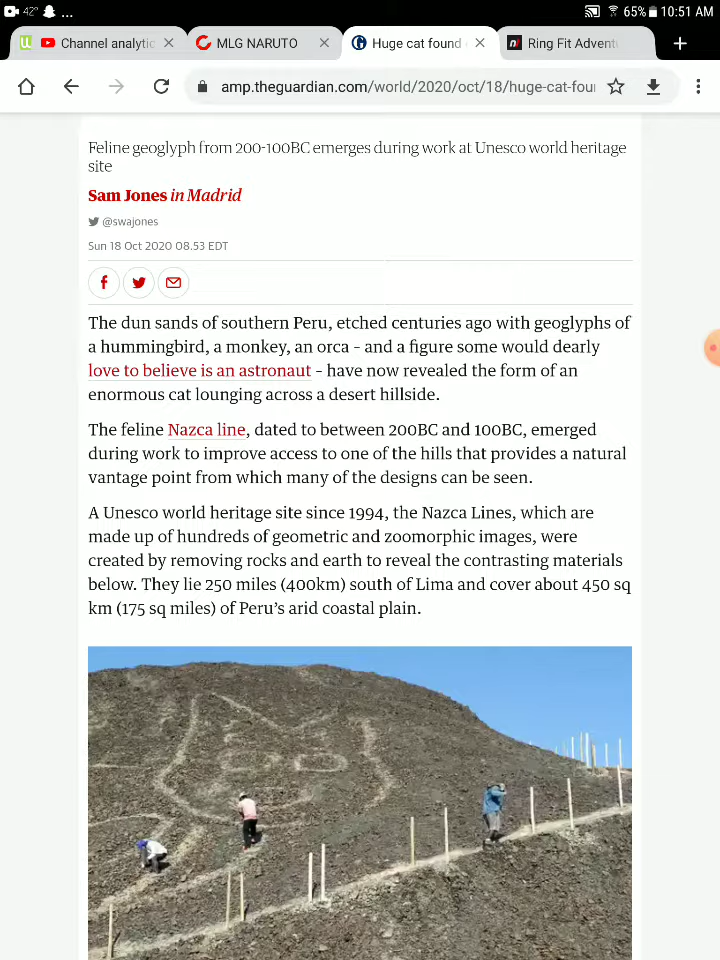 42° ...
65% 10:51 AM
Channel analytic
MLG NARUTO
Huge cat found
Ring Fit Advent
amp.theguardian.com/world/2020/oct/18/huge-cat-four
Feline geoglyph from 200-100BC emerges during work at Unesco world heritage
site
Sam Jones in Madrid
@swajones
Sun 18 Oct 2020 08.53 EDT
The dun sands of southern Peru, etched centuries ago with geoglyphs of
a hummingbird, a monkey, an orca – and a figure some would dearly
love to believe is an astronaut – have now revealed the form of an
enormous cat lounging across a desert hillside.
The feline Nazca line, dated to between 200BC and 100BC, emerged
during work to improve access to one of the hills that provides a natural
vantage point from which many of the designs can be seen.
A Unesco world heritage site since 1994, the Nazca Lines, which are
made up of hundreds of geometric and zoomorphic images, were
created by removing rocks and earth to reveal the contrasting materials
below. They lie 250 miles (400km) south of Lima and cover about 450 sq
km (175 sq miles) of Peru’s arid coastal plain.